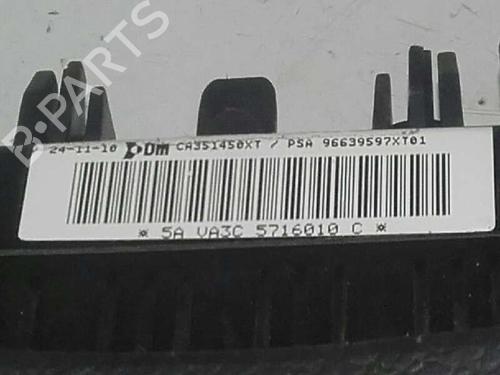 B-PARTS
24-11-10 DM CA351450XT / PSA 96639597XT01
* 5A VA3C 5716010 C *